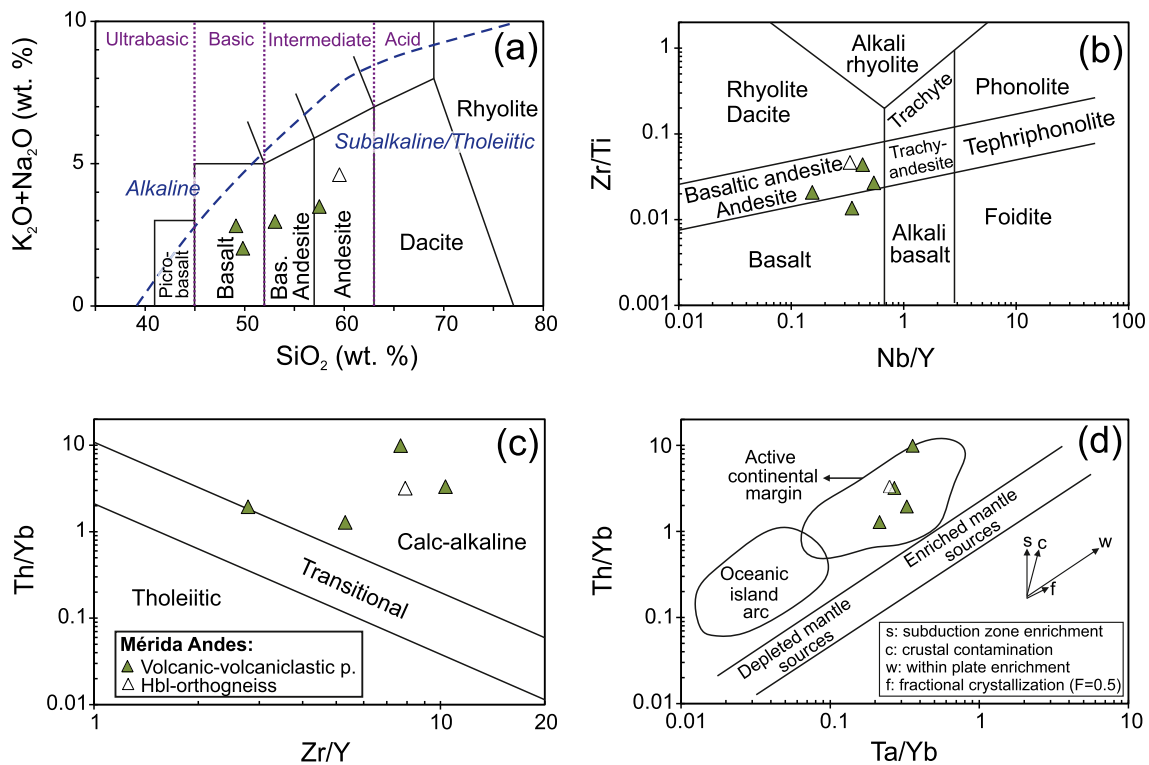 (a)
K₂O+Na₂O (wt. %)
10
5
0
Ultrabasic
Basic
Intermediate
Acid
Rhyolite
Subalkaline/Tholeiitic
Alkaline
Picro-
basalt
Basalt
Bas.
Andesite
Andesite
Dacite
40
50
60
70
80
SiO₂ (wt. %)
(b)
Zr/Ti
1
0.1
0.01
0.001
Alkali
rhyolite
Rhyolite
Dacite
Trachyte
Phonolite
Basaltic andesite
Andesite
Trachy-
andesite
Tephriphonolite
Basalt
Alkali
basalt
Foidite
0.01
0.1
1
10
100
Nb/Y
(c)
Th/Yb
10
1
0.1
0.01
Calc-alkaline
Transitional
Tholeiitic
Mérida Andes:
Volcanic-volcaniclastic p.
Hbl-orthogneiss
1
10
20
Zr/Y
(d)
Th/Yb
10
1
0.1
0.01
Active
continental
margin
Oceanic
island
arc
Enriched mantle
sources
Depleted mantle
sources
s
c
w
f
s: subduction zone enrichment
c: crustal contamination
w: within plate enrichment
f: fractional crystallization (F=0.5)
0.01
0.1
1
10
Ta/Yb